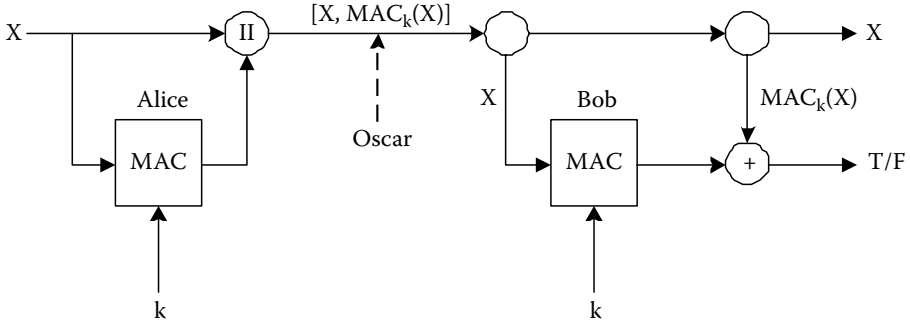 X
II
[X, MAC_k(X)]
X
Alice
MAC
k
Oscar
X
Bob
MAC
k
MAC_k(X)
+
T/F